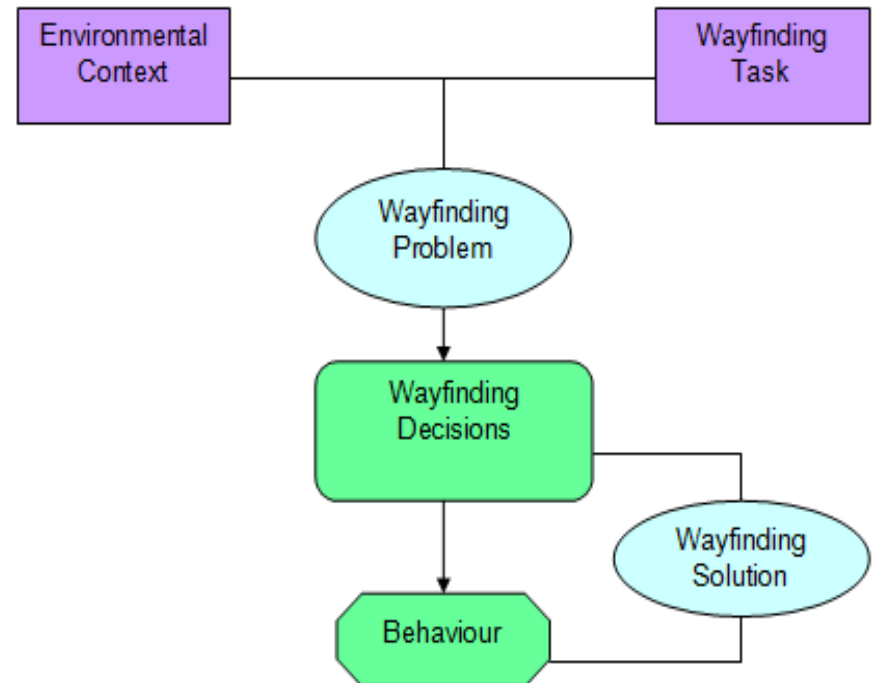 Environmental
Context
Wayfinding
Task
Wayfinding
Problem
Wayfinding
Decisions
Wayfinding
Solution
Behaviour